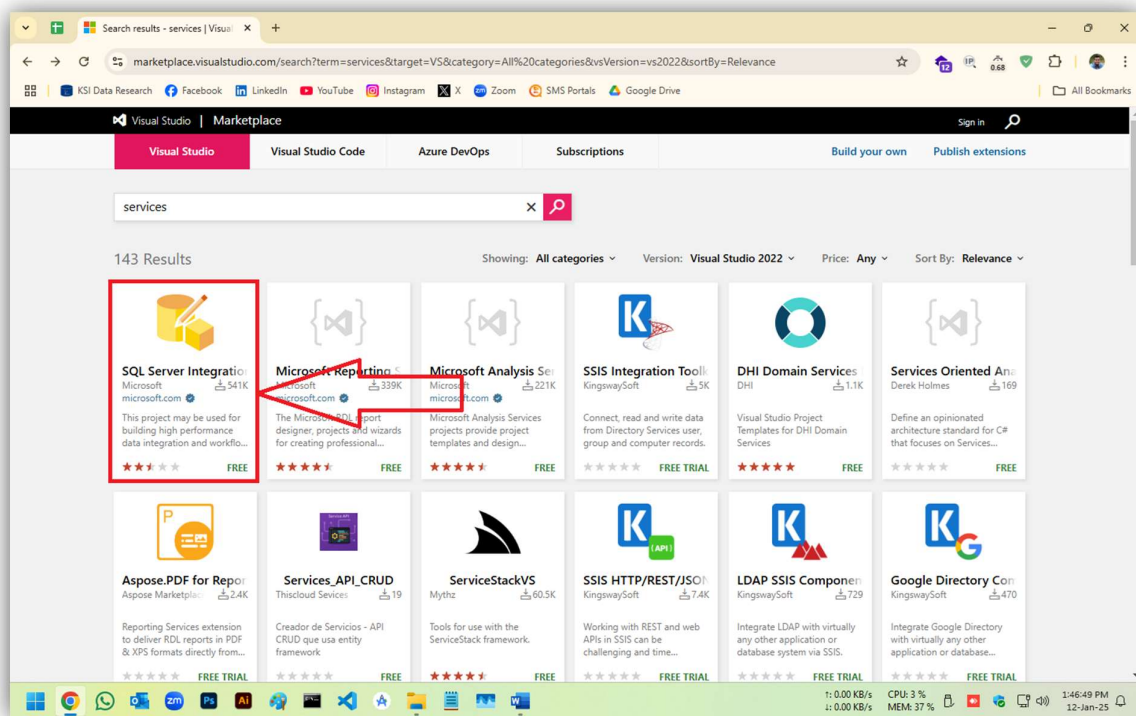 Search results - services | Visual
marketplace.visualstudio.com/search?term=services&target=VS&category=All%20categories&vsVersion=vs2022&sortBy=Relevance
12
IP
0.68
KSI Data Research Facebook LinkedIn YouTube Instagram X Zoom SMS Portals Google Drive All Bookmarks
Visual Studio | Marketplace Sign in
Visual Studio Visual Studio Code Azure DevOps Subscriptions Build your own Publish extensions
services
143 Results Showing: All categories Version: Visual Studio 2022 Price: Any Sort By: Relevance
SQL Server Integratio
Microsoft 541K
microsoft.com
This project may be used for
building high performance
data integration and workflo...
FREE
Microsoft Reporting S
Microsoft 339K
microsoft.com
The Microsoft RDL report
designer, projects and wizards
for creating professional...
FREE
Microsoft Analysis Ser
Microsoft 221K
microsoft.com
Microsoft Analysis Services
projects provide project
templates and design...
FREE
K
SSIS Integration Toolk
KingswaySoft 5K
Connect, read and write data
from Directory Services user,
group and computer records.
FREE TRIAL
DHI Domain Services
DHI 1.1K
Visual Studio Project
Templates for DHI Domain
Services
FREE
Services Oriented Ana
Derek Holmes 169
Define an opinionated
architecture standard for C#
that focuses on Services...
FREE
P
Aspose.PDF for Repor
Aspose Marketplac 2.4K
Reporting Services extension
to deliver RDL reports in PDF
& XPS formats directly from...
FREE TRIAL
Service API
Services_API_CRUD
Thiscloud Sevices 19
Creador de Servicios - API
CRUD que usa entity
framework
FREE
ServiceStackVS
Mythz 60.5K
Tools for use with the
ServiceStack framework.
FREE
K
{API}
SSIS HTTP/REST/JSON
KingswaySoft 7.4K
Working with REST and web
APIs in SSIS can be
challenging and time...
FREE TRIAL
K
LDAP SSIS Componen
KingswaySoft 729
Integrate LDAP with virtually
any other application or
database system via SSIS.
FREE TRIAL
K
G
Google Directory Con
KingswaySoft 470
Integrate Google Directory
with virtually any other
application or database...
FREE TRIAL
zm Ps Ai
↑: 0.00 KB/s CPU: 3 % 1:46:49 PM
↓: 0.00 KB/s MEM: 37 % 12-Jan-25